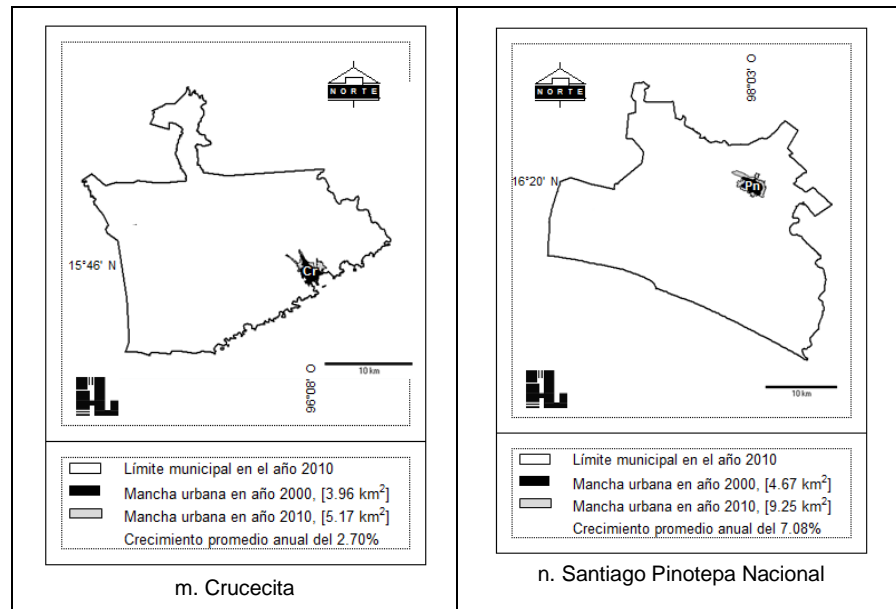 NORTE
15°46' N
Cr
96°08' O
10 km
Límite municipal en el año 2010
Mancha urbana en año 2000, [3.96 km²]
Mancha urbana en año 2010, [5.17 km²]
Crecimiento promedio anual del 2.70%
m. Crucecita
NORTE
98°03' O
16°20' N
Pn
10 km
Límite municipal en el año 2010
Mancha urbana en año 2000, [4.67 km²]
Mancha urbana en año 2010, [9.25 km²]
Crecimiento promedio anual del 7.08%
n. Santiago Pinotepa Nacional